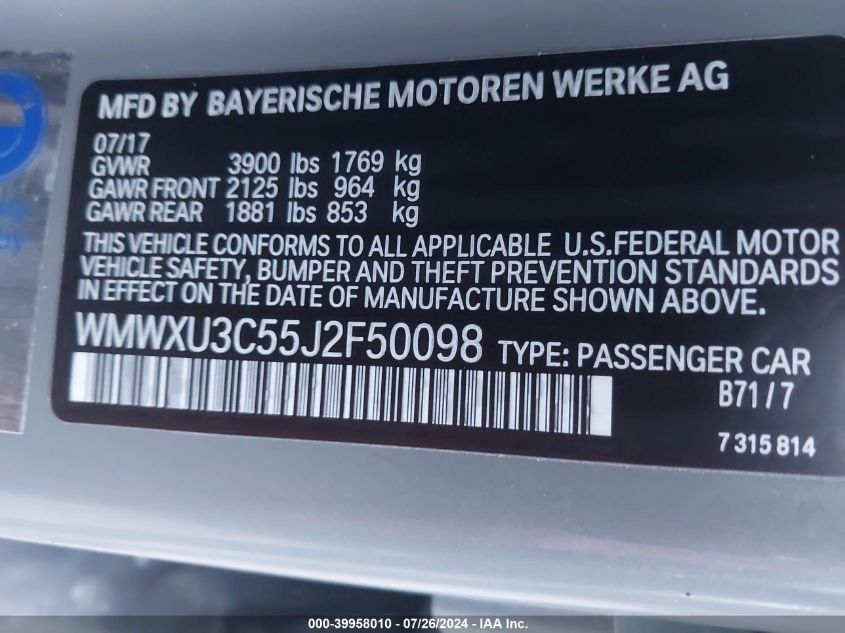 MFD BY BAYERISCHE MOTOREN WERKE AG
07/17
GVWR 3900 lbs 1769 kg
GAWR FRONT 2125 lbs 964 kg
GAWR REAR 1881 lbs 853 kg
THIS VEHICLE CONFORMS TO ALL APPLICABLE U.S.FEDERAL MOTOR
VEHICLE SAFETY, BUMPER AND THEFT PREVENTION STANDARDS
IN EFFECT ON THE DATE OF MANUFACTURE SHOWN ABOVE.
WMWXU3C55J2F50098 TYPE: PASSENGER CAR
B71/7
7 315 814
000-39958010 - 07/26/2024 - IAA Inc.